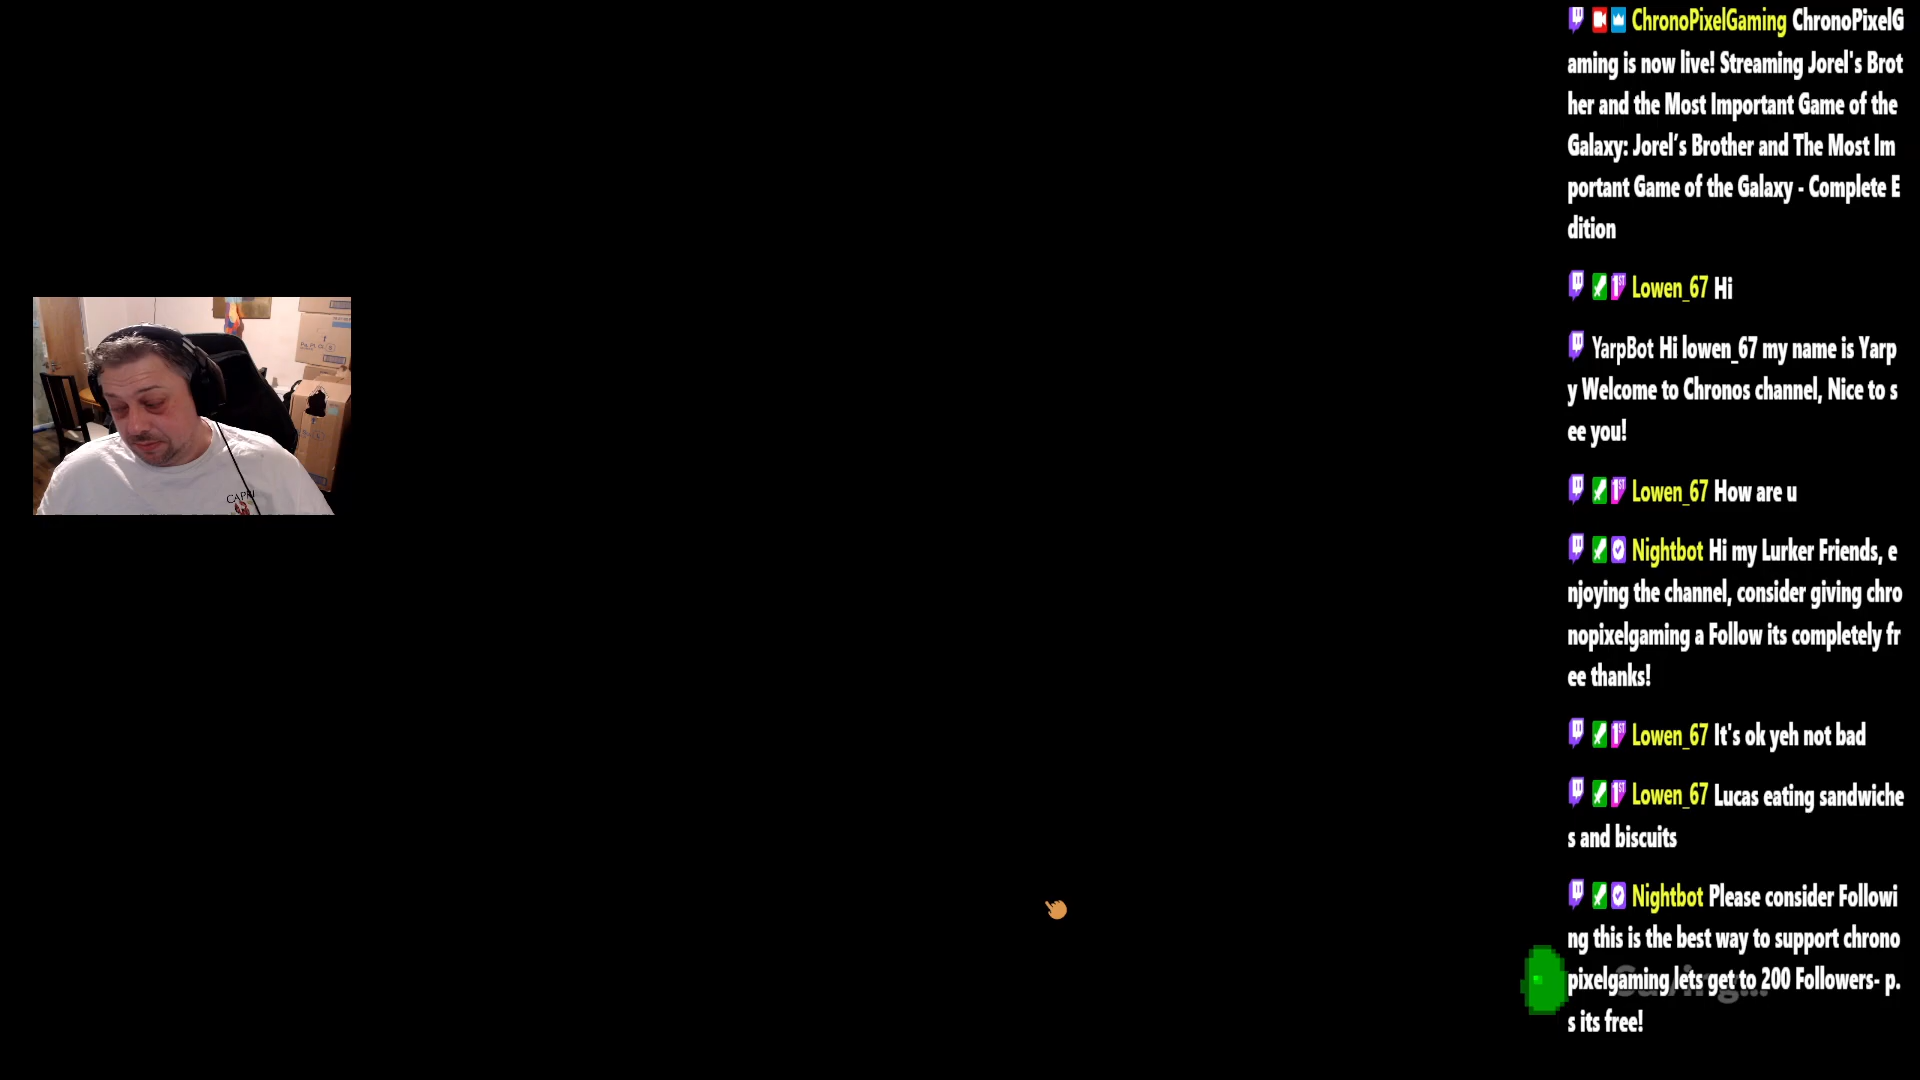 ChronoPixelGaming ChronoPixelG
aming is now live! Streaming Jorel's Brot
her and the Most Important Game of the
Galaxy: Jorel’s Brother and The Most Im
portant Game of the Galaxy - Complete E
dition
Lowen_67 Hi
YarpBot Hi lowen_67 my name is Yarp
y Welcome to Chronos channel, Nice to s
ee you!
Lowen_67 How are u
Nightbot Hi my Lurker Friends, e
njoying the channel, consider giving chro
nopixelgaming a Follow its completely fr
ee thanks!
Lowen_67 It's ok yeh not bad
Lowen_67 Lucas eating sandwiche
s and biscuits
Nightbot Please consider Followi
ng this is the best way to support chrono
pixelgaming lets get to 200 Followers- p.
s its free!
Saving...
CAPRI